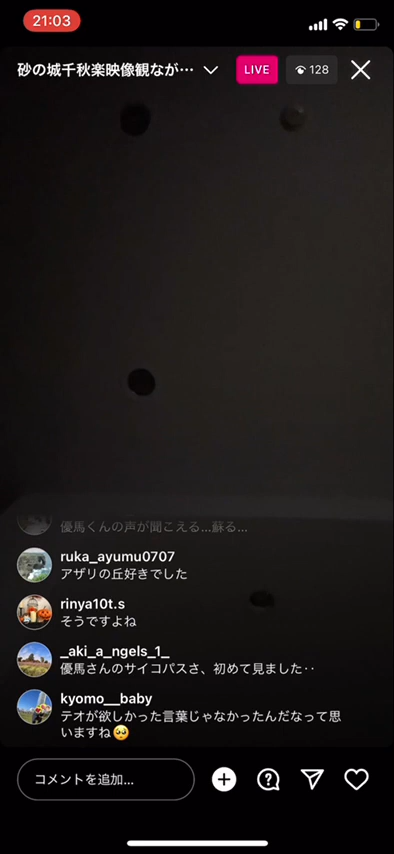 21:03
砂の城千秋楽映像観なが…
LIVE
128
優馬くんの声が聞こえる...蘇る...
ruka_ayumu0707
アザリの丘好きでした
rinya10t.s
そうですよね
_aki_a_ngels_1_
優馬さんのサイコパスさ、初めて見ました‥
kyomo__baby
テオが欲しかった言葉じゃなかったんだなって思
いますね🥺
コメントを追加...